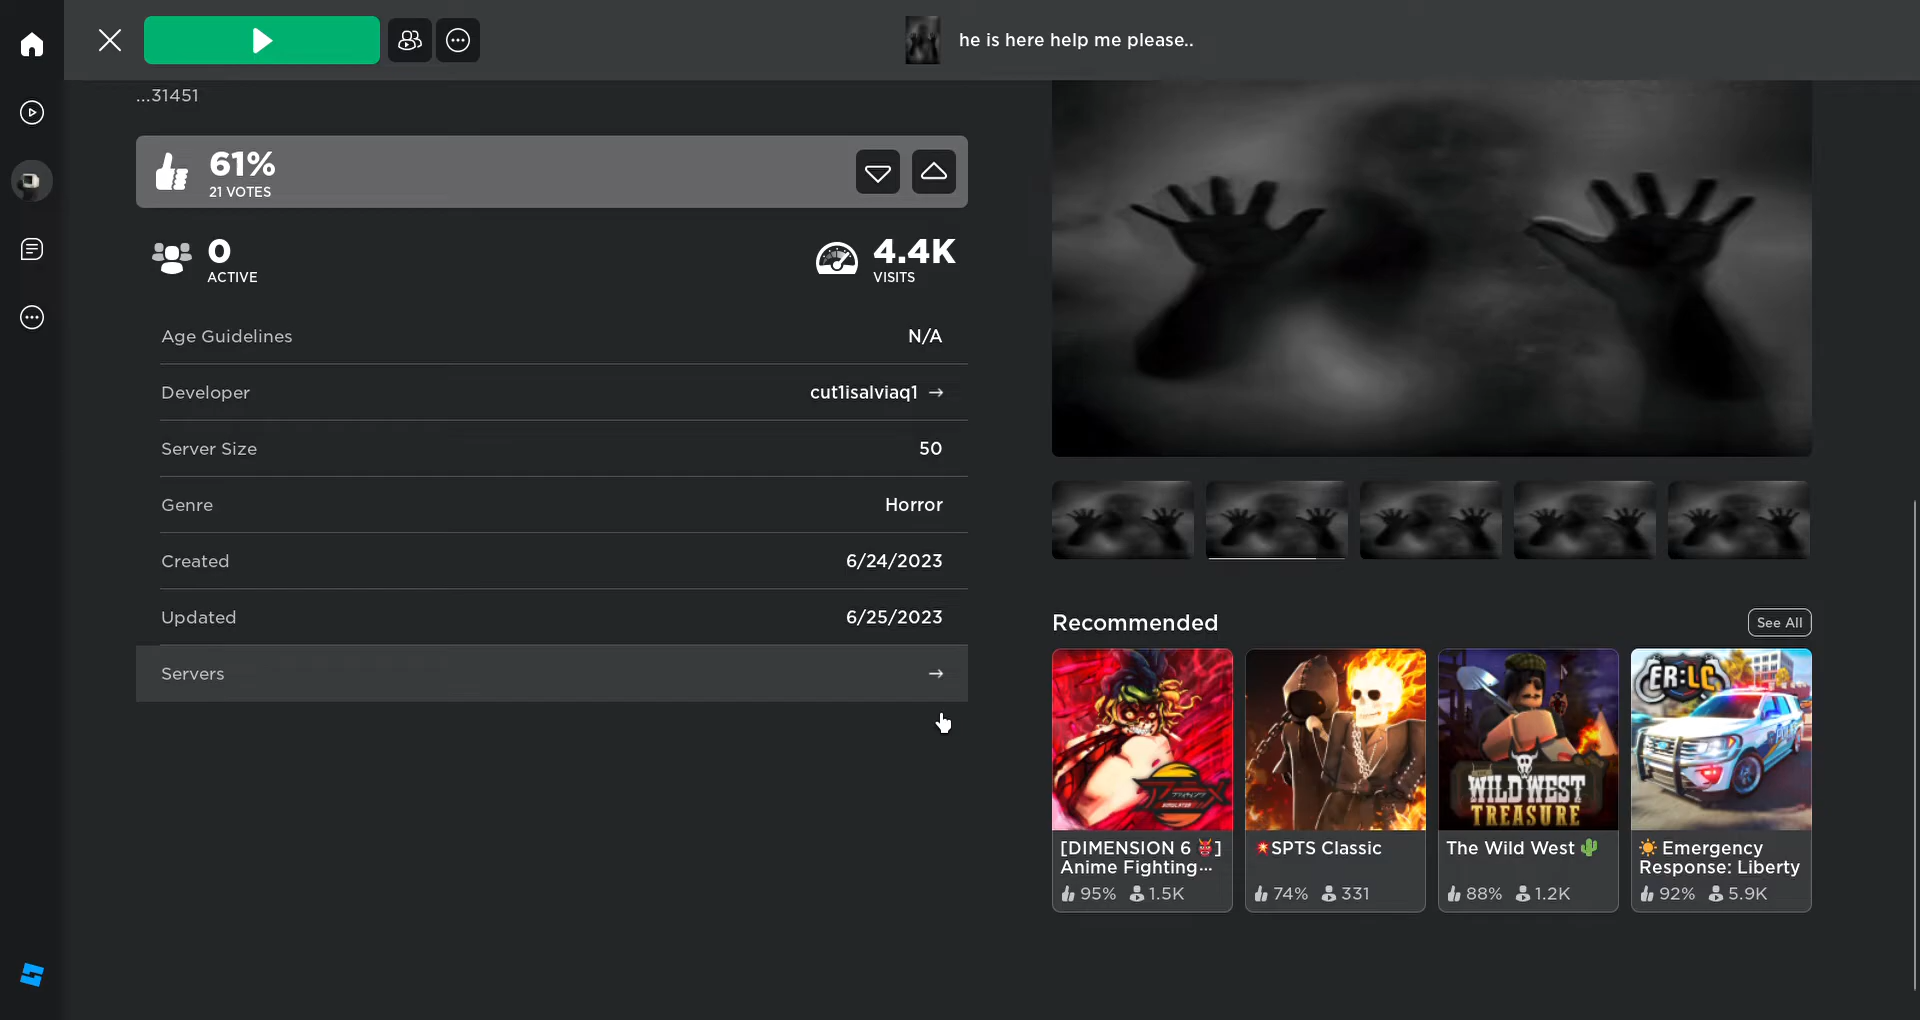 he is here help me please..
...31451
61%
21 VOTES
0
ACTIVE
4.4K
VISITS
Age Guidelines
N/A
Developer
cut1isalviaq1 →
Server Size
50
Genre
Horror
Created
6/24/2023
Updated
6/25/2023
Servers
→
Recommended
See All
WILD WEST
TREASURE
ER:LC
[DIMENSION 6 👹]
Anime Fighting...
95% 1.5K
💥SPTS Classic
74% 331
The Wild West 🌵
88% 1.2K
☀️ Emergency
Response: Liberty
92% 5.9K